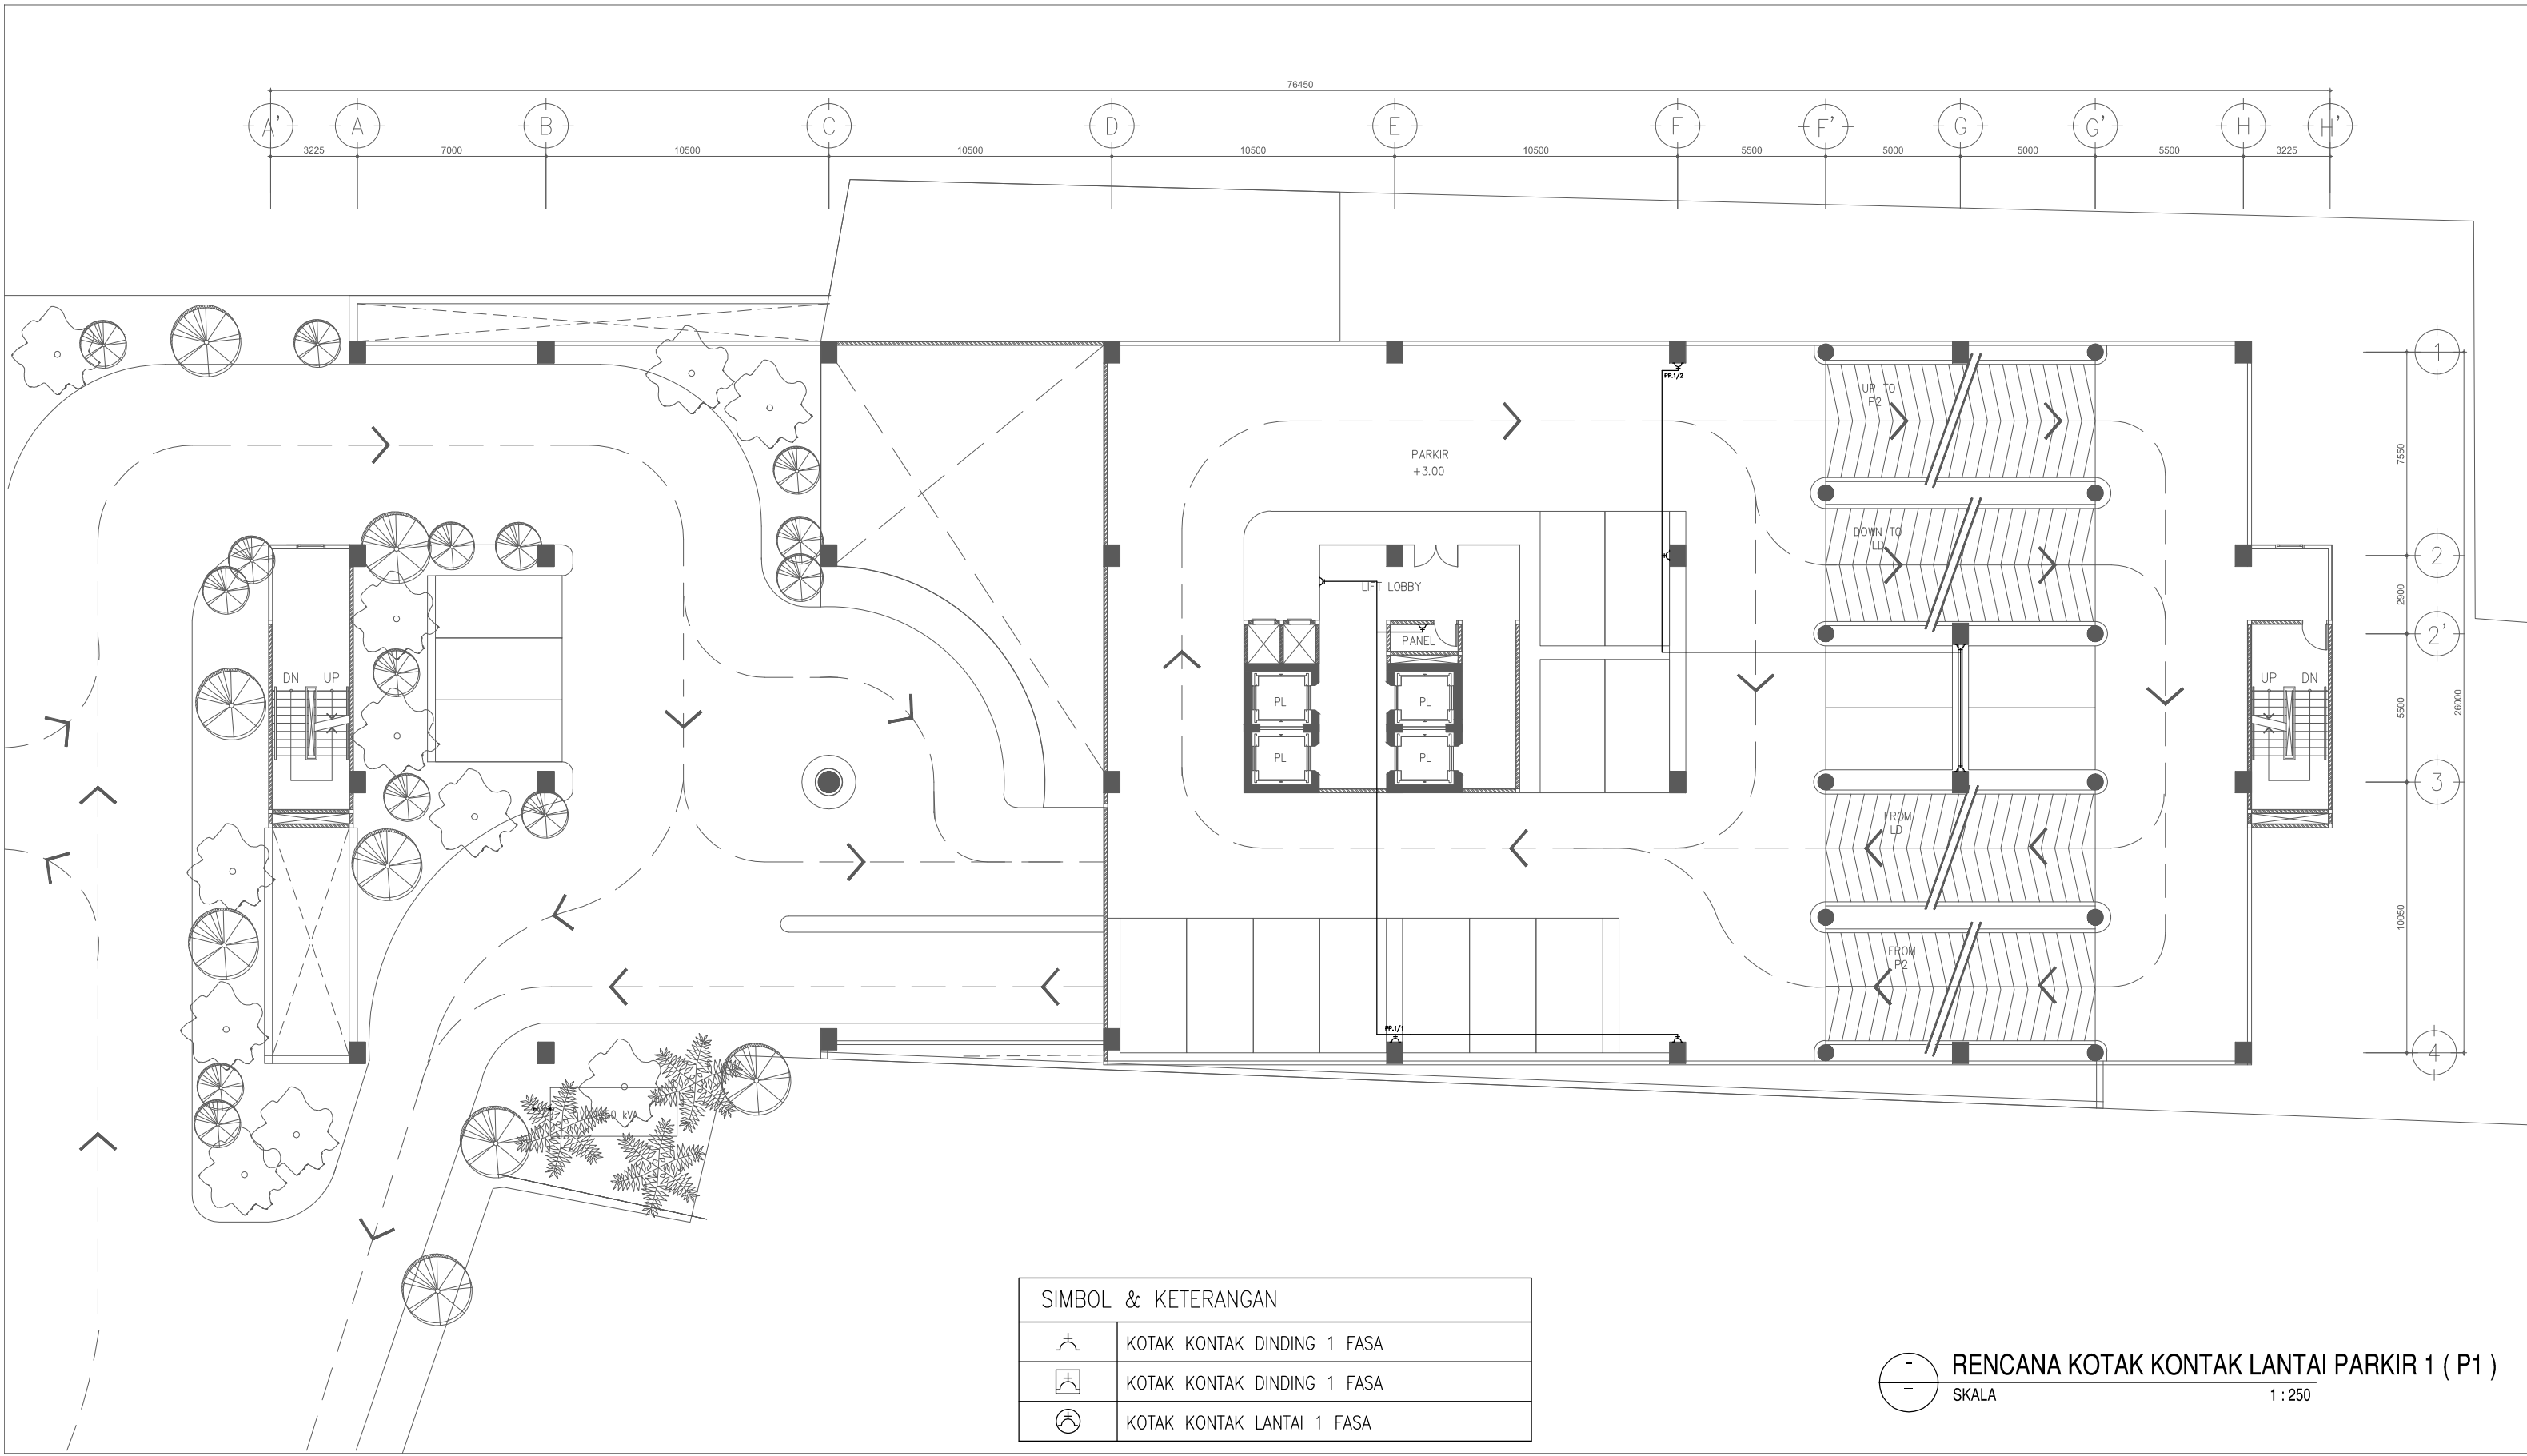 76450
A' A B C D E F F' G G' H H'
3225 7000 10500 10500 10500 10500 5500 5000 5000 5500 3225
1
PP.1/2
UP TO
P2
7550
PARKIR
+3.00
DOWN TO
LD
2
LIFT LOBBY
2900
PANEL
2'
DN UP
UP DN
PL PL
5500
26000
PL PL
3
FROM
LD
10050
FROM
P2
PP.1/1
4
kVA
SIMBOL & KETERANGAN
KOTAK KONTAK DINDING 1 FASA
KOTAK KONTAK DINDING 1 FASA
KOTAK KONTAK LANTAI 1 FASA
RENCANA KOTAK KONTAK LANTAI PARKIR 1 ( P1 )
SKALA 1 : 250